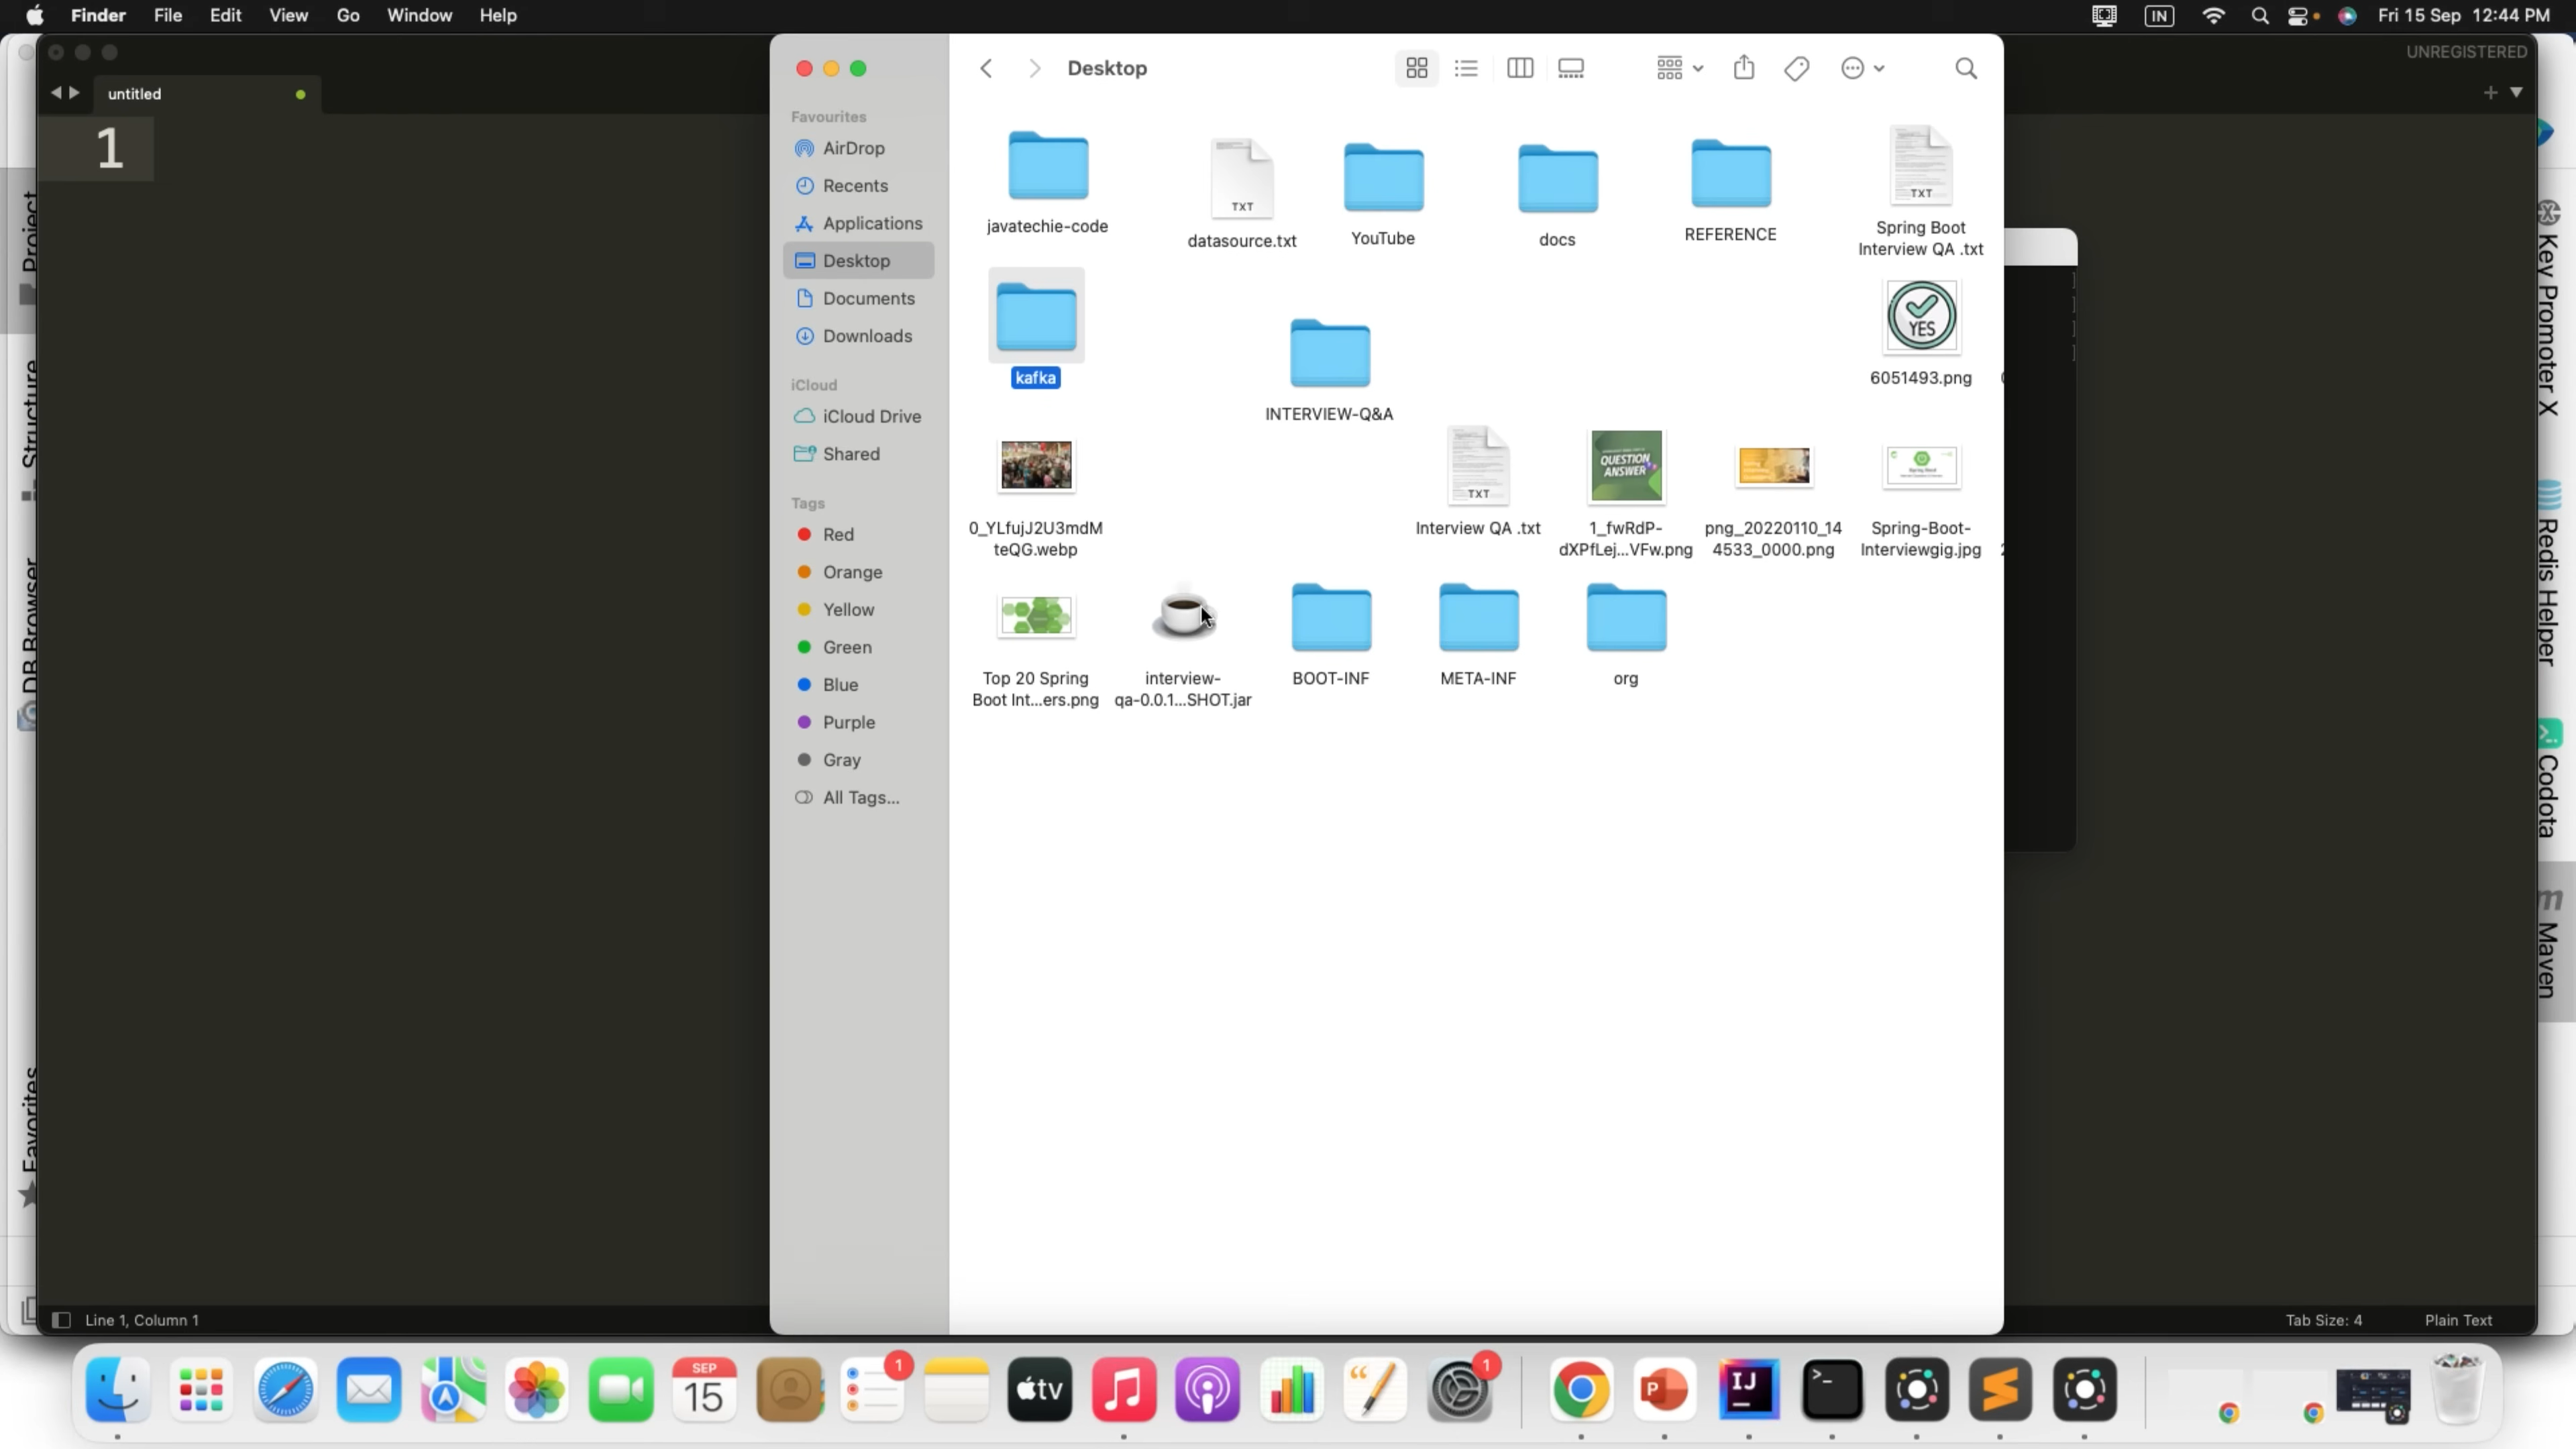 Finder File Edit View Go Window Help
IN Fri 15 Sep 12:44 PM
UNREGISTERED
untitled
1
Line 1, Column 1
Tab Size: 4
Plain Text
Project
Structure
DB Browser
Favorites
Favourites
AirDrop
Recents
Applications
Desktop
Documents
Downloads
iCloud
iCloud Drive
Shared
Tags
Red
Orange
Yellow
Green
Blue
Purple
Gray
All Tags...
Desktop
javatechie-code
TXT
datasource.txt
YouTube
docs
REFERENCE
TXT
Spring Boot
Interview QA .txt
kafka
INTERVIEW-Q&A
YES
6051493.png
0_YLfujJ2U3mdM
teQG.webp
TXT
Interview QA .txt
QUESTION
ANSWER
1_fwRdP-
dXPfLej...VFw.png
png_20220110_14
4533_0000.png
Spring-Boot-
Interviewgig.jpg
Top 20 Spring
Boot Int...ers.png
interview-
qa-0.0.1...SHOT.jar
BOOT-INF
META-INF
org
Key Promoter X
Redis Helper
Codota
Maven
SEP
15
1
tv
1
P
IJ
>_